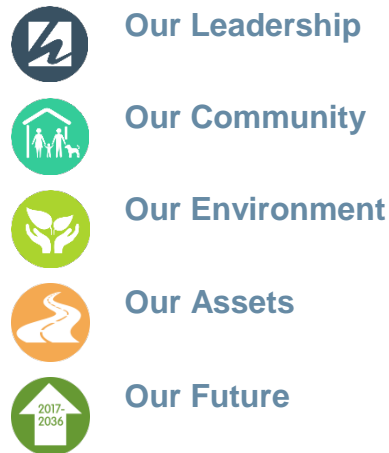 Our Leadership
Our Community
Our Environment
Our Assets
2017-
2036
Our Future